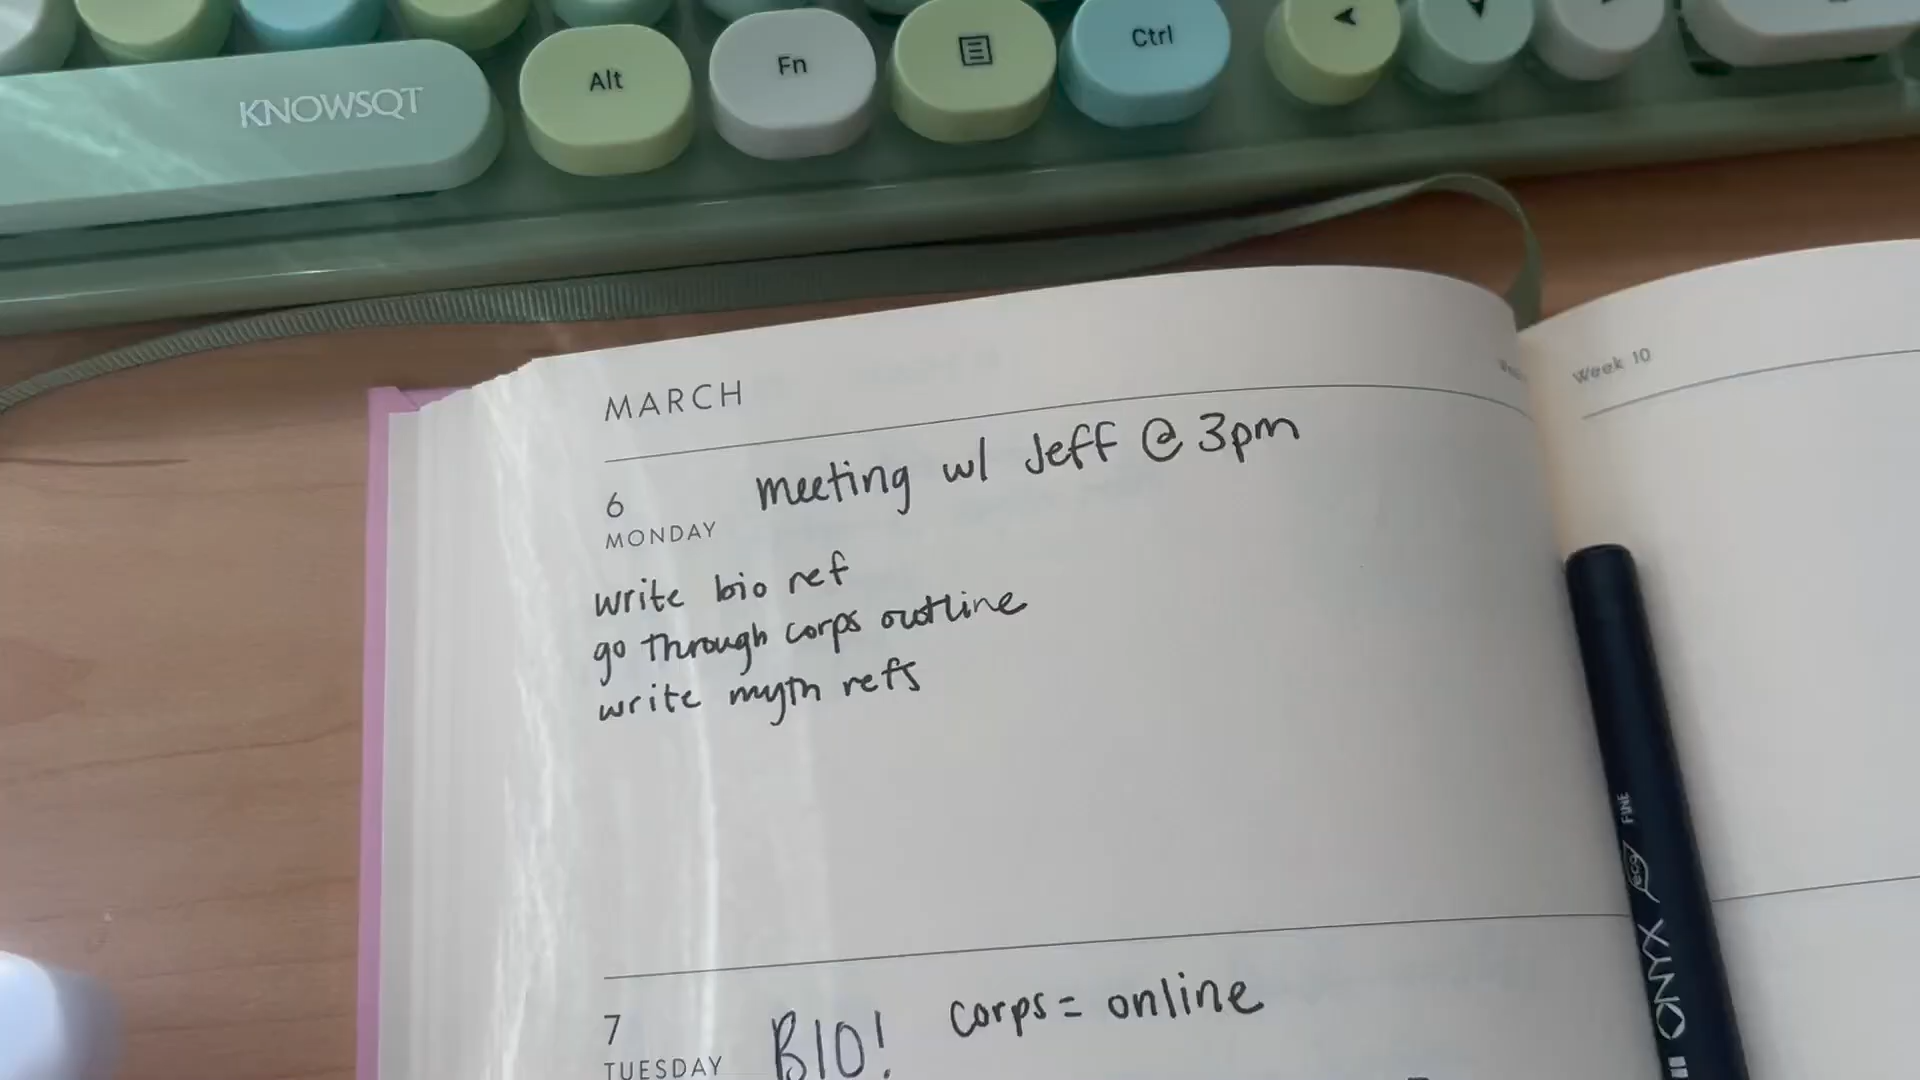 KNOWSQT
Alt
Fn
Ctrl
MARCH
Week 10
6
MONDAY
meeting w/ Jeff @ 3pm
write bio ref
go through corps outline
write myth refs
7
TUESDAY
BIO!
corps = online
ONYX eco FINE